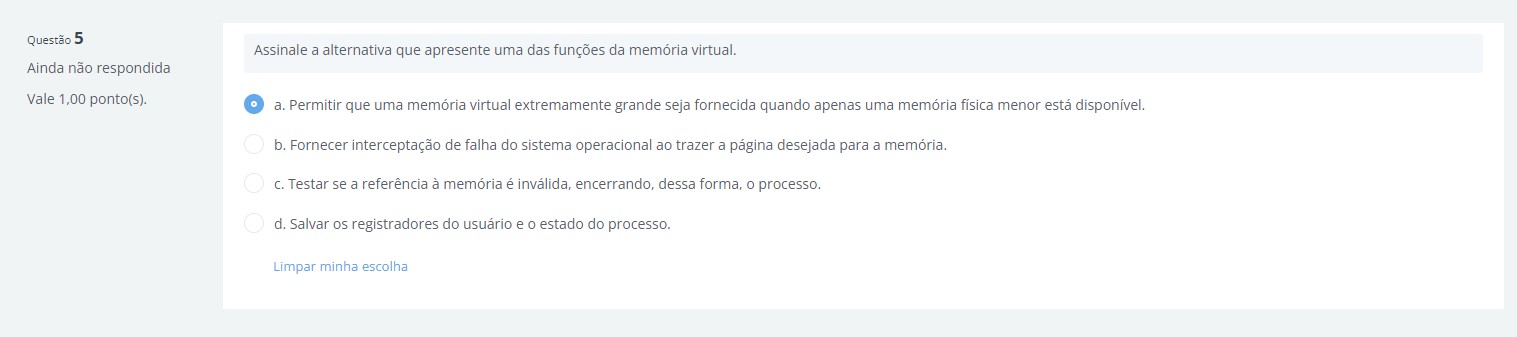 Questão 5
Ainda não respondida
Vale 1,00 ponto(s).
Assinale a alternativa que apresente uma das funções da memória virtual.
a. Permitir que uma memória virtual extremamente grande seja fornecida quando apenas uma memória física menor está disponível.
b. Fornecer interceptação de falha do sistema operacional ao trazer a página desejada para a memória.
c. Testar se a referência à memória é inválida, encerrando, dessa forma, o processo.
d. Salvar os registradores do usuário e o estado do processo.
Limpar minha escolha